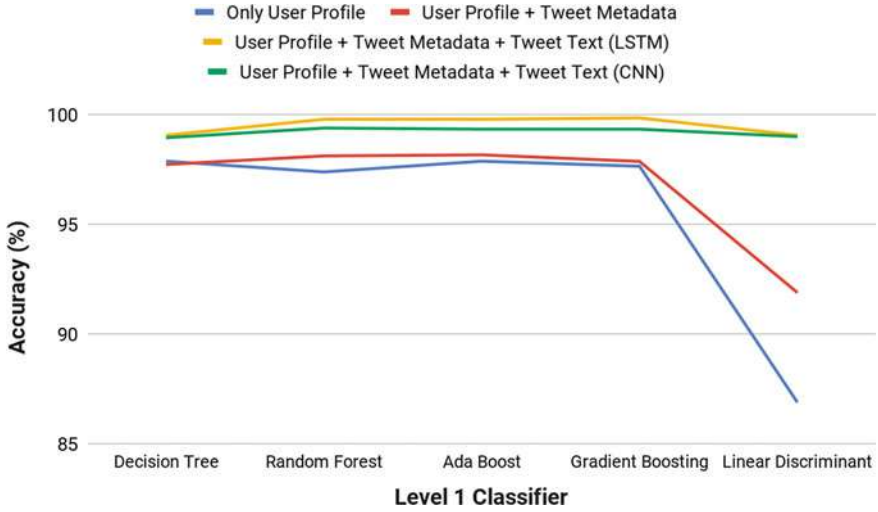 Only User Profile User Profile + Tweet Metadata
User Profile + Tweet Metadata + Tweet Text (LSTM)
User Profile + Tweet Metadata + Tweet Text (CNN)
100
95
90
85
Accuracy (%)
Decision Tree Random Forest Ada Boost Gradient Boosting Linear Discriminant
Level 1 Classifier